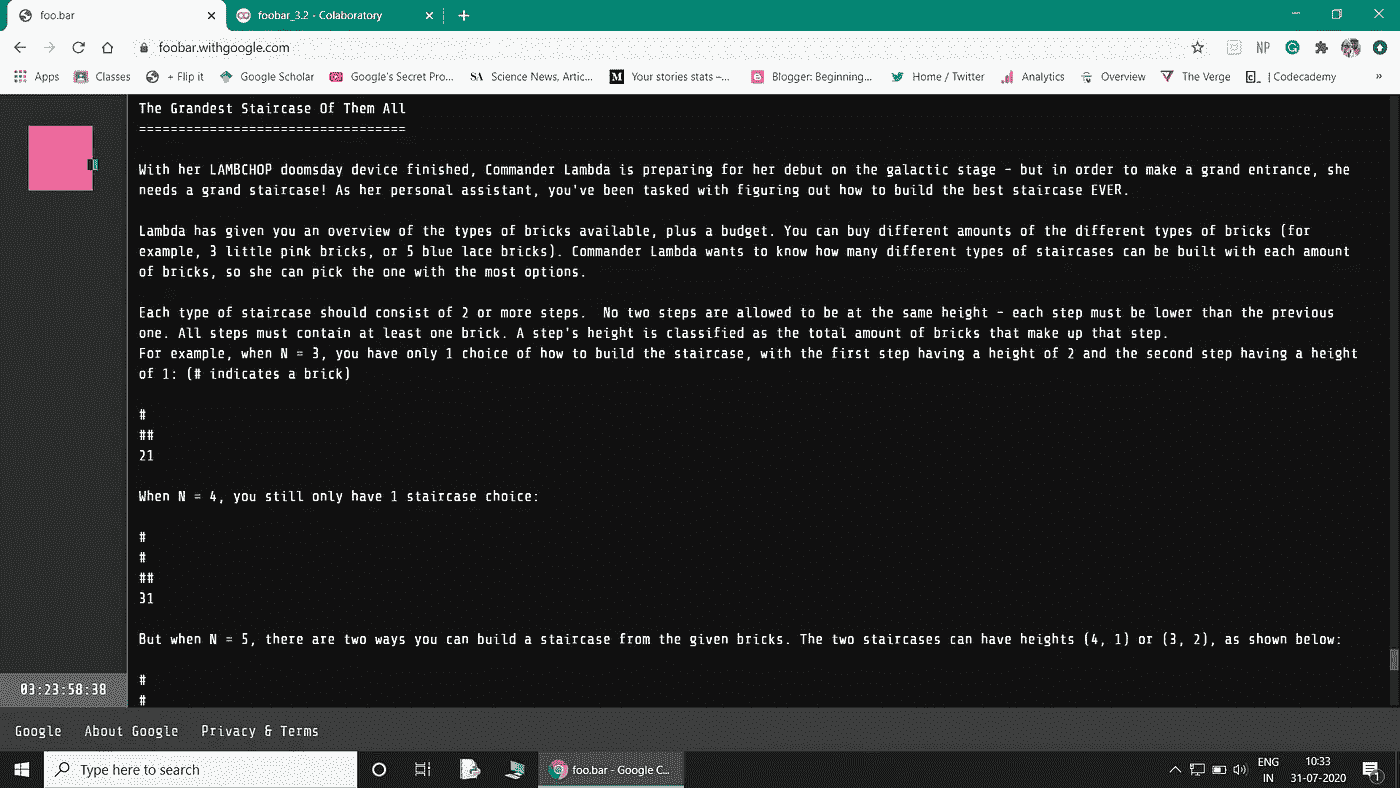 foo.bar
foobar_3.2 - Colaboratory
foobar.withgoogle.com
NP
Apps
Classes
+ Flip it
Google Scholar
Google's Secret Pro...
SA Science News, Artic...
M Your stories stats –...
Blogger: Beginning...
Home / Twitter
Analytics
Overview
The Verge
| Codecademy
»
The Grandest Staircase Of Them All
==================================
With her LAMBCHOP doomsday device finished, Commander Lambda is preparing for her debut on the galactic stage - but in order to make a grand entrance, she
needs a grand staircase! As her personal assistant, you've been tasked with figuring out how to build the best staircase EVER.
Lambda has given you an overview of the types of bricks available, plus a budget. You can buy different amounts of the different types of bricks (for
example, 3 little pink bricks, or 5 blue lace bricks). Commander Lambda wants to know how many different types of staircases can be built with each amount
of bricks, so she can pick the one with the most options.
Each type of staircase should consist of 2 or more steps.  No two steps are allowed to be at the same height - each step must be lower than the previous
one. All steps must contain at least one brick. A step's height is classified as the total amount of bricks that make up that step.
For example, when N = 3, you have only 1 choice of how to build the staircase, with the first step having a height of 2 and the second step having a height
of 1: (# indicates a brick)
#
##
21
When N = 4, you still only have 1 staircase choice:
#
#
##
31
But when N = 5, there are two ways you can build a staircase from the given bricks. The two staircases can have heights (4, 1) or (3, 2), as shown below:
#
#
03:23:58:38
Google
About Google
Privacy & Terms
Type here to search
foo.bar - Google C...
ENG
IN
10:33
31-07-2020
1